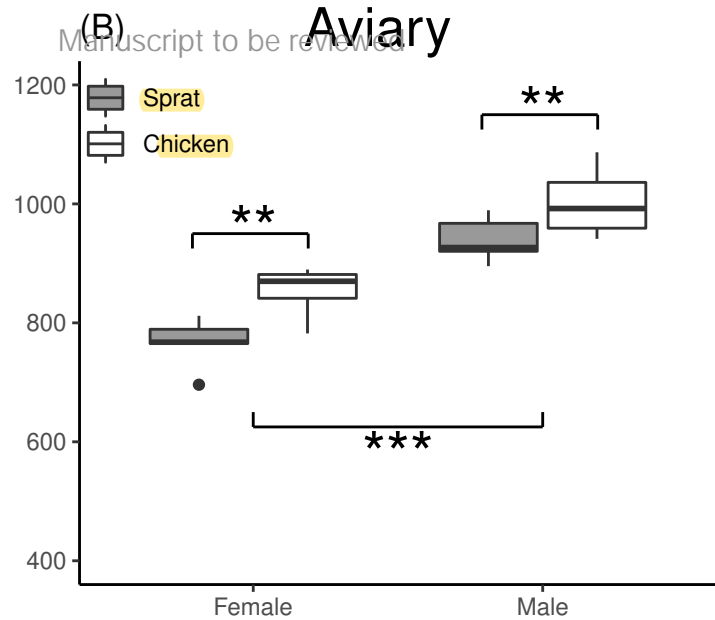 (B)
Aviary
Manuscript to be reviewed
1200
Sprat
**
Chicken
1000
**
800
600
***
400
Female Male